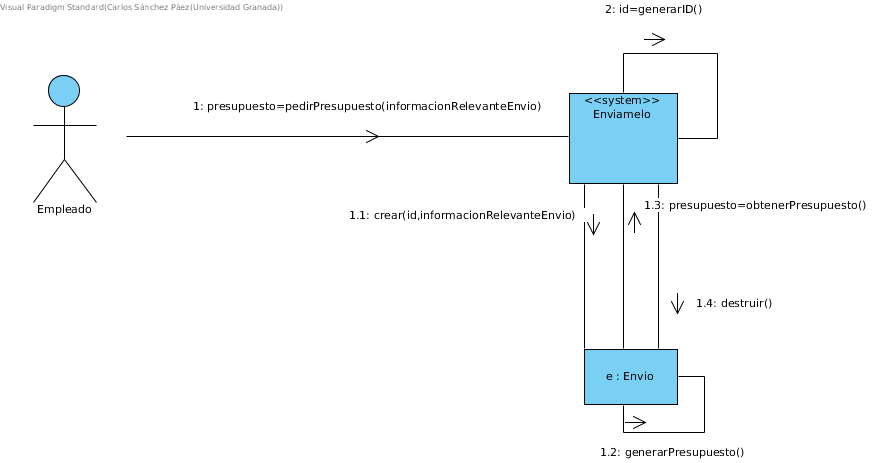 Visual Paradigm Standard(Carlos Sánchez Páez(Universidad Granada))
2: id=generarID()
<<system>>
Enviamelo
1: presupuesto=pedirPresupuesto(informacionRelevanteEnvio)
Empleado
1.1: crear(id,informacionRelevanteEnvio)
1.3: presupuesto=obtenerPresupuesto()
1.4: destruir()
e : Envio
1.2: generarPresupuesto()